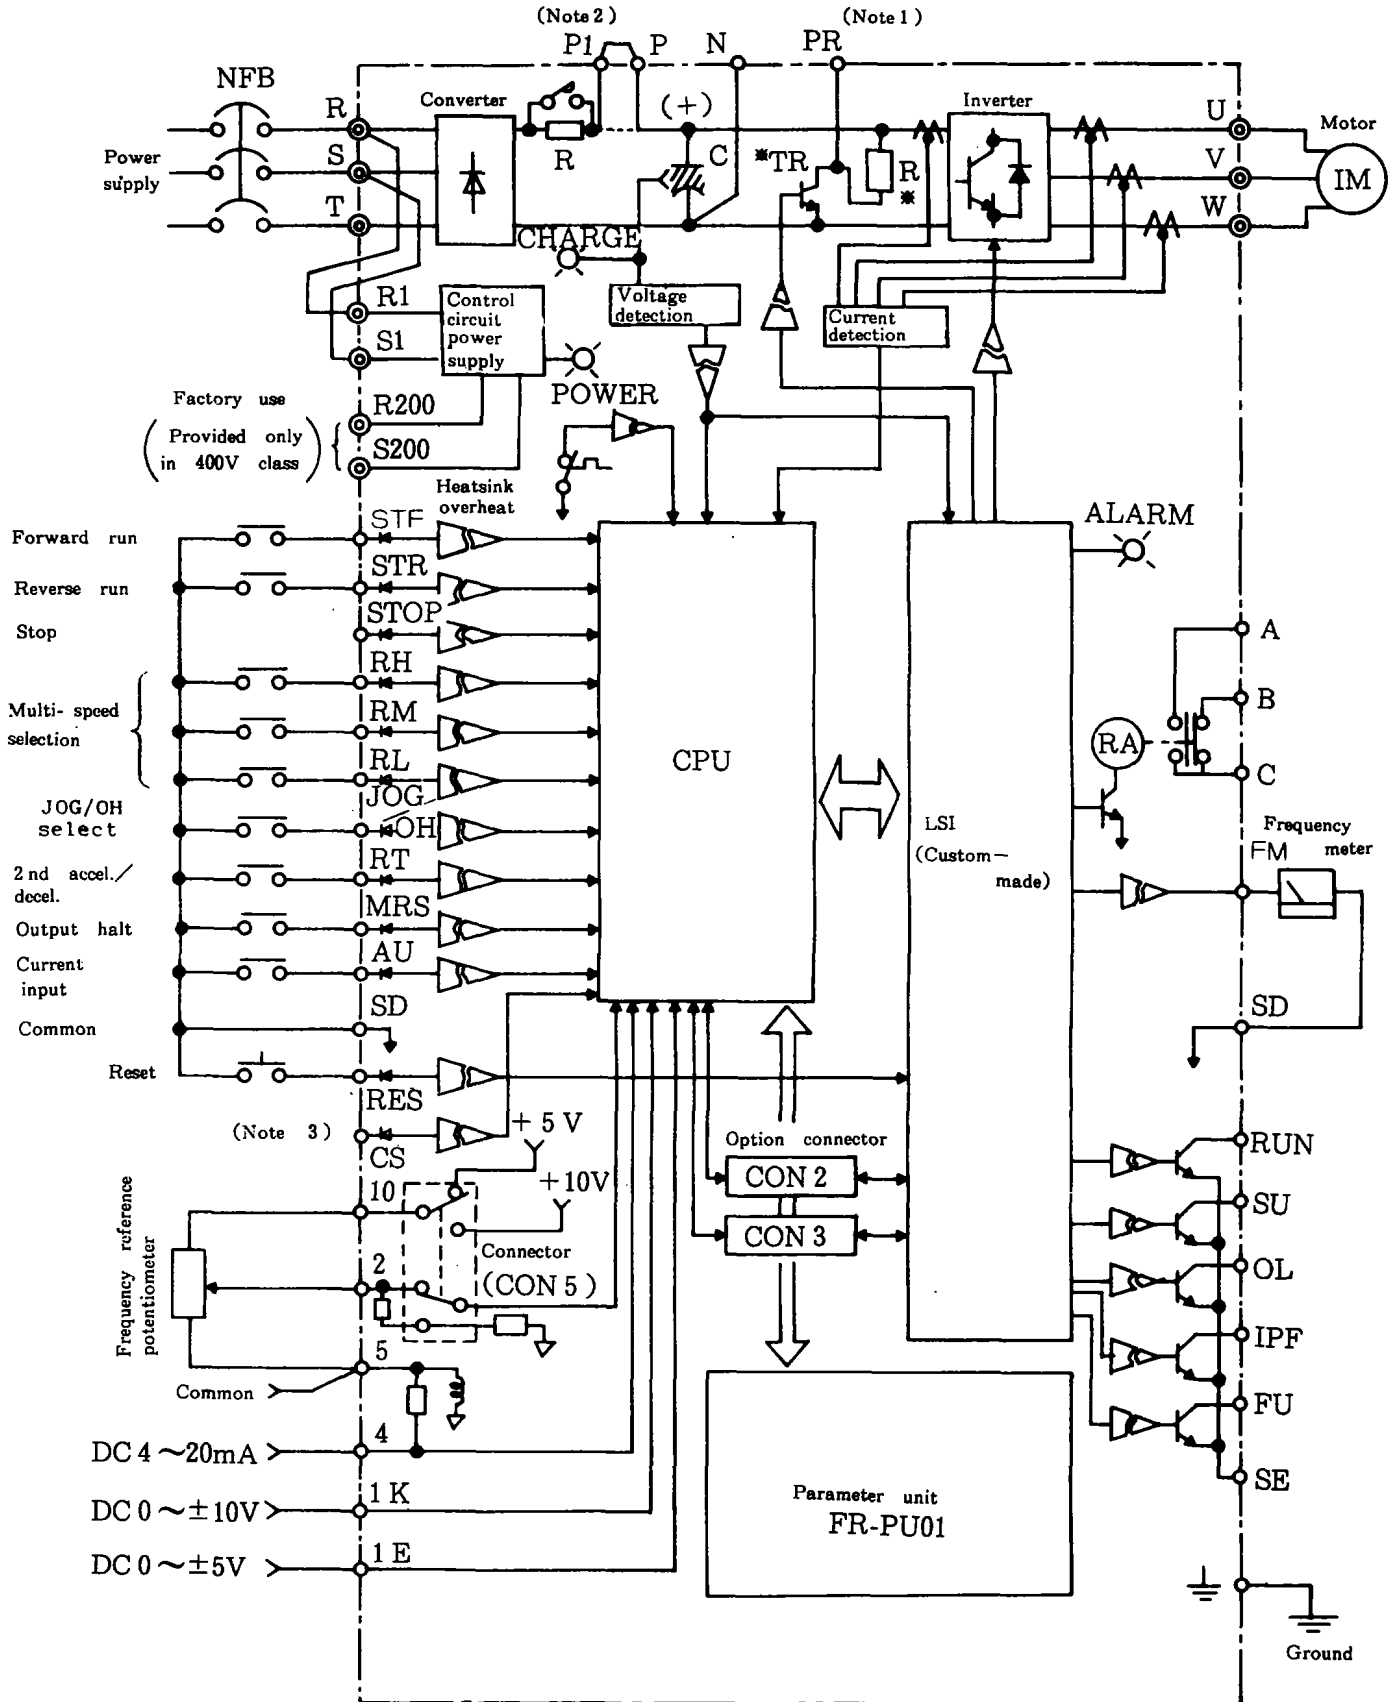 (Note 2)
(Note 1)
P1
P
N
PR
NFB
Converter
(+)
Inverter
R
S
T
Power
supply
R
C
※TR
R
※
U
V
W
Motor
IM
CHARGE
Voltage
detection
Current
detection
R1
S1
Control
circuit
power
supply
POWER
R200
S200
Factory use
(Provided only
in 400V class)
Heatsink
overheat
Forward run
STF
Reverse run
STR
Stop
STOP
RH
Multi-speed
selection
RM
RL
JOG/OH
select
JOG
/OH
2nd accel./
decel.
RT
Output halt
MRS
Current
input
AU
Common
SD
Reset
RES
(Note 3)
CS
CPU
LSI
(Custom-
made)
ALARM
A
B
C
RA
FM
Frequency
meter
SD
+5V
+10V
10
2
5
Connector
(CON 5)
Frequency reference
potentiometer
Common
4
DC 4~20mA
1K
DC 0~±10V
1E
DC 0~±5V
Option connector
CON 2
CON 3
Parameter unit
FR-PU01
RUN
SU
OL
IPF
FU
SE
Ground